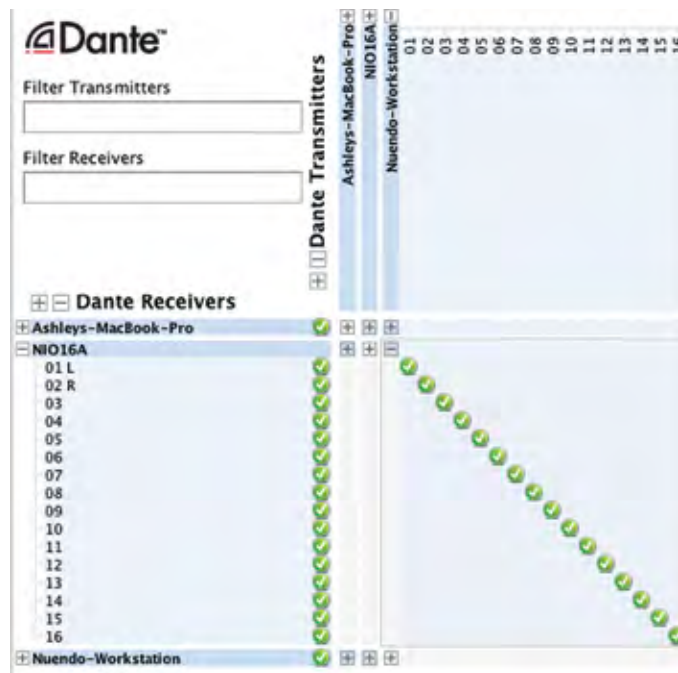 Dante™
Filter Transmitters
Filter Receivers
Dante Transmitters
Ashleys-MacBook-Pro
NIO16A
Nuendo-Workstation
01
02
03
04
05
06
07
08
09
10
11
12
13
14
15
16
Dante Receivers
Ashleys-MacBook-Pro
NIO16A
01 L
02 R
03
04
05
06
07
08
09
10
11
12
13
14
15
16
Nuendo-Workstation